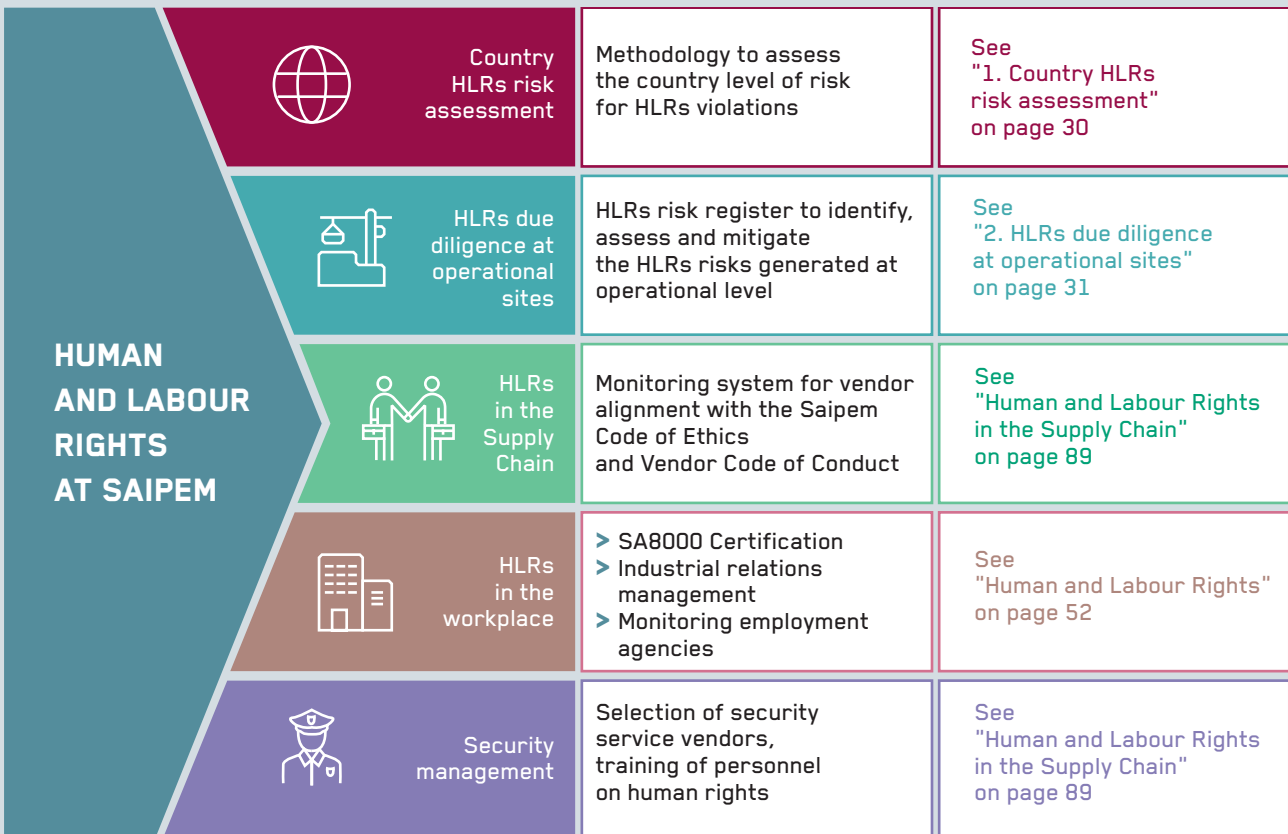 HUMAN
AND LABOUR
RIGHTS
AT SAIPEM
Country
HLRs risk
assessment
Methodology to assess
the country level of risk
for HLRs violations
See
"1. Country HLRs
risk assessment"
on page 30
HLRs due
diligence at
operational
sites
HLRs risk register to identify,
assess and mitigate
the HLRs risks generated at
operational level
See
"2. HLRs due diligence
at operational sites"
on page 31
HLRs
in the
Supply
Chain
Monitoring system for vendor
alignment with the Saipem
Code of Ethics
and Vendor Code of Conduct
See
"Human and Labour Rights
in the Supply Chain"
on page 89
HLRs
in the
workplace
> SA8000 Certification
> Industrial relations
management
> Monitoring employment
agencies
See
"Human and Labour Rights"
on page 52
Security
management
Selection of security
service vendors,
training of personnel
on human rights
See
"Human and Labour Rights
in the Supply Chain"
on page 89